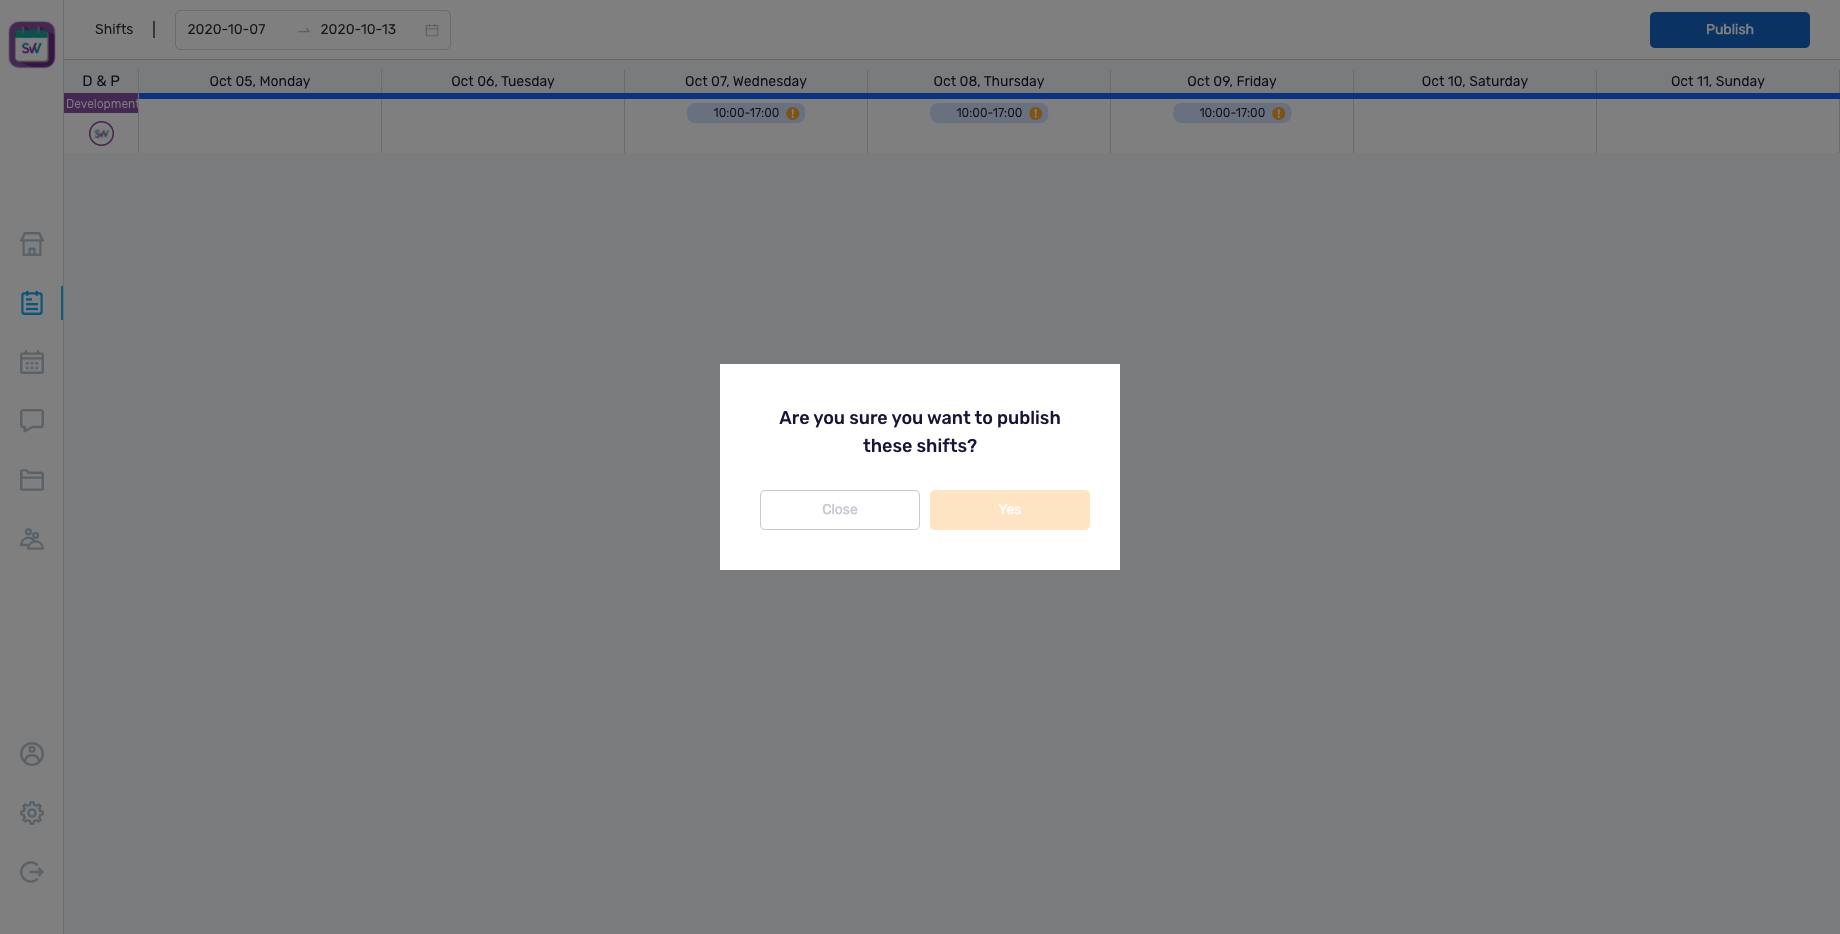 SW
Shifts
2020-10-07
2020-10-13
Publish
D & P
Oct 05, Monday
Oct 06, Tuesday
Oct 07, Wednesday
Oct 08, Thursday
Oct 09, Friday
Oct 10, Saturday
Oct 11, Sunday
Development
10:00-17:00
10:00-17:00
10:00-17:00
SW
Are you sure you want to publish
these shifts?
Close
Yes